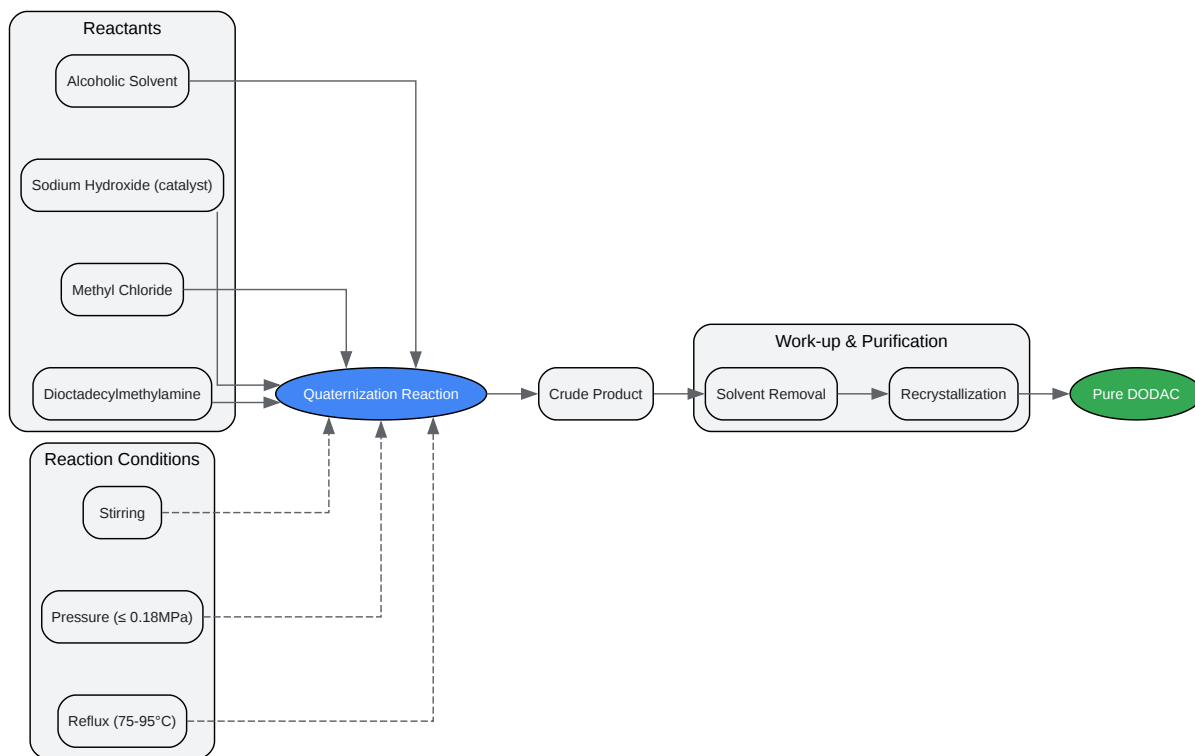 Reactants
Alcoholic Solvent
Sodium Hydroxide (catalyst)
Methyl Chloride
Dioctadecylmethylamine
Quaternization Reaction
Crude Product
Work-up & Purification
Solvent Removal
Recrystallization
Pure DODAC
Reaction Conditions
Stirring
Pressure (≤ 0.18MPa)
Reflux (75-95°C)